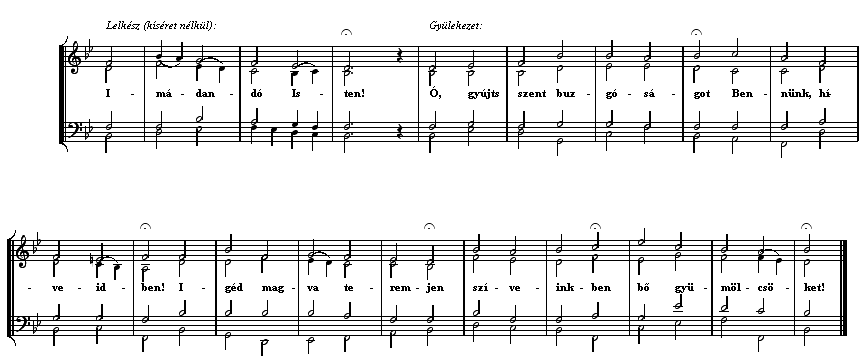 Lelkész (kíséret nélkül): Gyülekezet:
I - má - dan - dó Is - ten! Ó, gyújts szent buz - gó - sá - got Ben - nünk, hí-
ve - id - ben! I - géd mag - va te - rem - jen szí - ve - ink - ben bő gyü - möl - csö - ket!